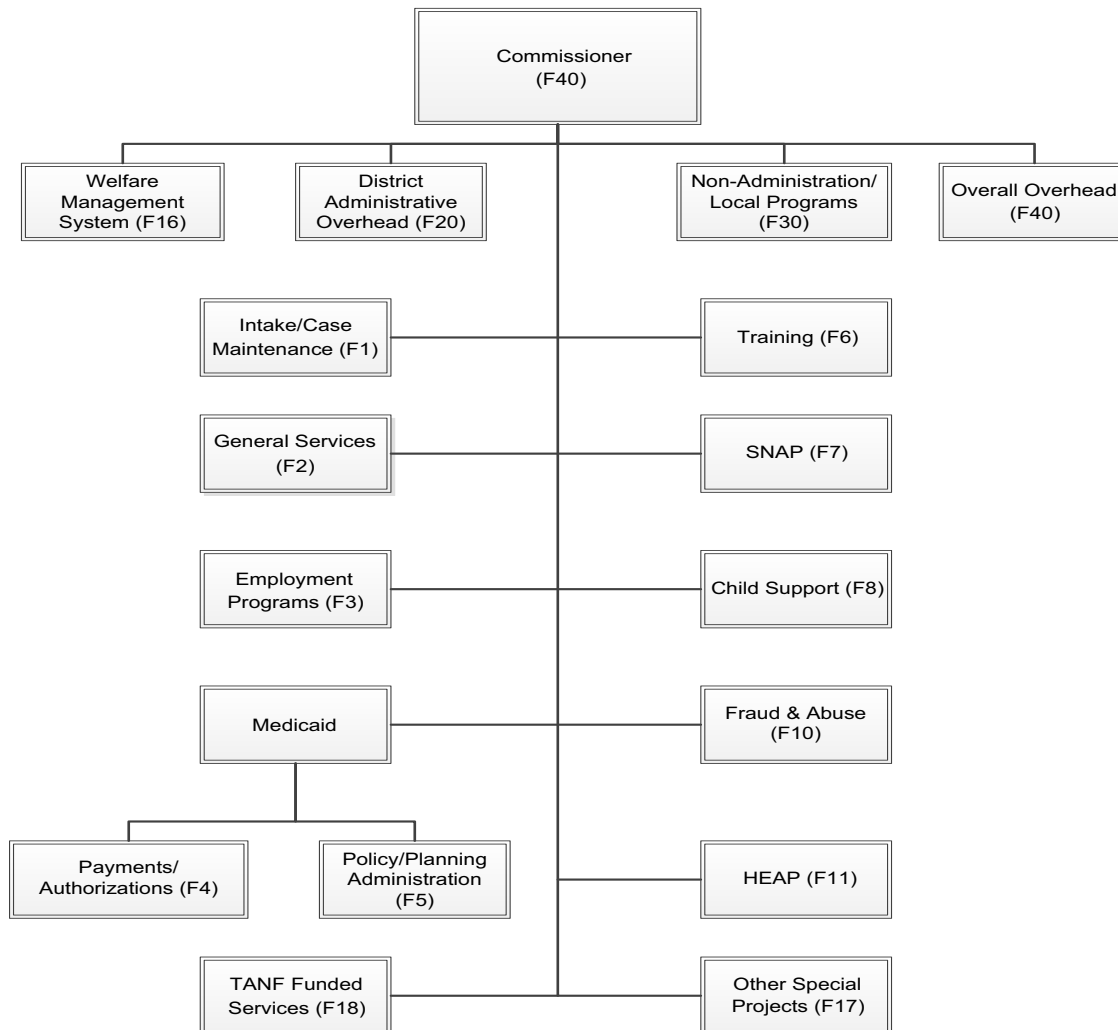 Commissioner
(F40)
Welfare
Management
System (F16)
District
Administrative
Overhead (F20)
Non-Administration/
Local Programs
(F30)
Overall Overhead
(F40)
Intake/Case
Maintenance (F1)
Training (F6)
General Services
(F2)
SNAP (F7)
Employment
Programs (F3)
Child Support (F8)
Medicaid
Fraud & Abuse
(F10)
Payments/
Authorizations (F4)
Policy/Planning
Administration
(F5)
HEAP (F11)
TANF Funded
Services (F18)
Other Special
Projects (F17)